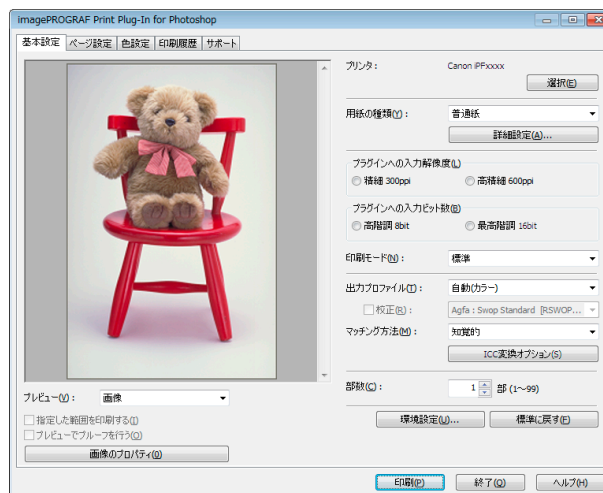 imagePROGRAF Print Plug-In for Photoshop
基本設定 ページ設定 色設定 印刷履歴 サポート
プリンタ: Canon iPFxxxx
選択(E)
用紙の種類(Y): 普通紙
詳細設定(A)...
プラグインへの入力解像度(L)
精細 300ppi 高精細 600ppi
プラグインへの入力ビット数(B)
高階調 8bit 最高階調 16bit
印刷モード(N): 標準
出力プロファイル(T): 自動(カラー)
校正(R): Agfa : Swop Standard [RSWOP...
マッチング方法(M): 知覚的
ICC変換オプション(S)
部数(C): 1 部 (1～99)
環境設定(U)... 標準に戻す(F)
プレビュー(V): 画像
指定した範囲を印刷する(I)
プレビューでプルーフを行う(O)
画像のプロパティ(0)
印刷(P) 終了(Q) ヘルプ(H)